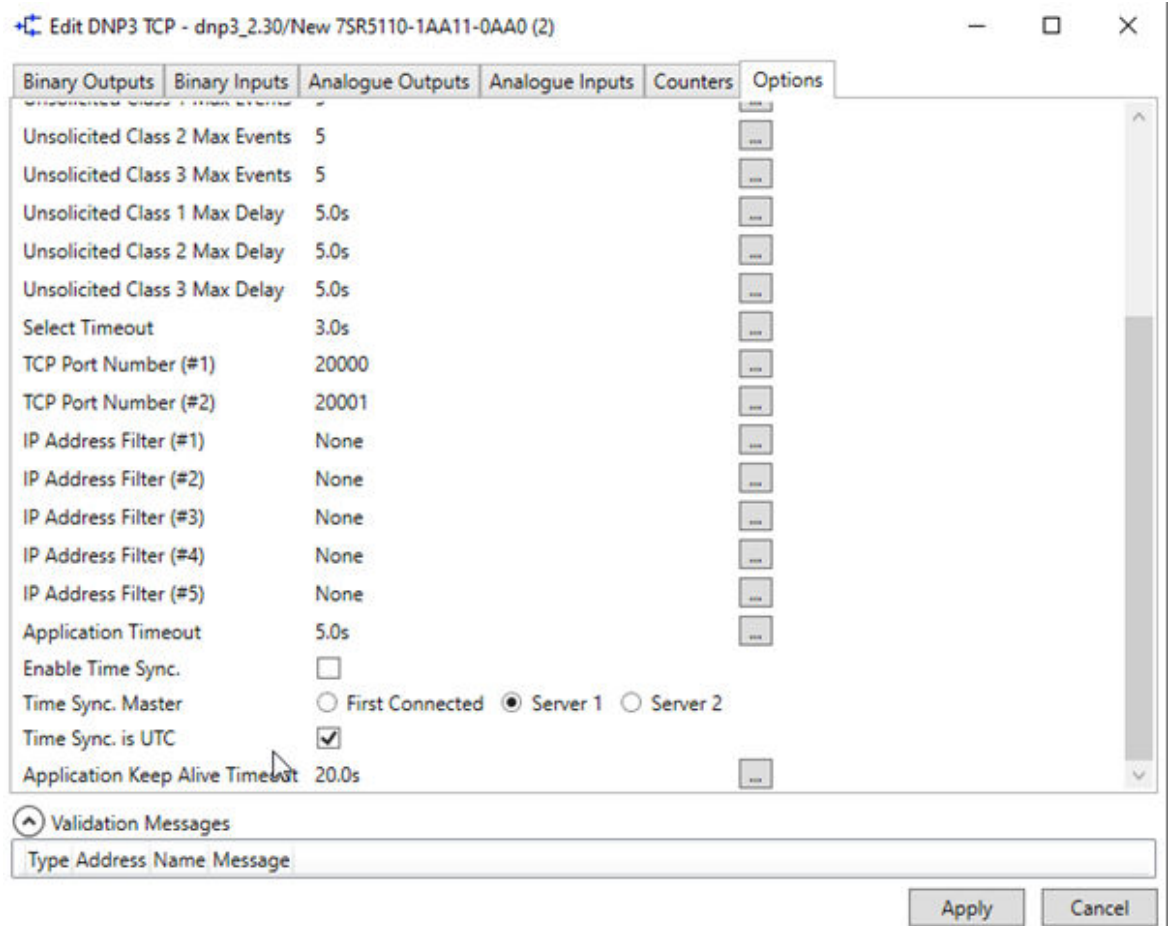 Edit DNP3 TCP - dnp3_2.30/New 7SR5110-1AA11-0AA0 (2)
Binary Outputs Binary Inputs Analogue Outputs Analogue Inputs Counters Options
Unsolicited Class 1 Max Events 5 ...
Unsolicited Class 2 Max Events 5 ...
Unsolicited Class 3 Max Events 5 ...
Unsolicited Class 1 Max Delay 5.0s ...
Unsolicited Class 2 Max Delay 5.0s ...
Unsolicited Class 3 Max Delay 5.0s ...
Select Timeout 3.0s ...
TCP Port Number (#1) 20000 ...
TCP Port Number (#2) 20001 ...
IP Address Filter (#1) None ...
IP Address Filter (#2) None ...
IP Address Filter (#3) None ...
IP Address Filter (#4) None ...
IP Address Filter (#5) None ...
Application Timeout 5.0s ...
Enable Time Sync.
Time Sync. Master First Connected Server 1 Server 2
Time Sync. is UTC
Application Keep Alive Timeout 20.0s ...
Validation Messages
Type Address Name Message
Apply Cancel